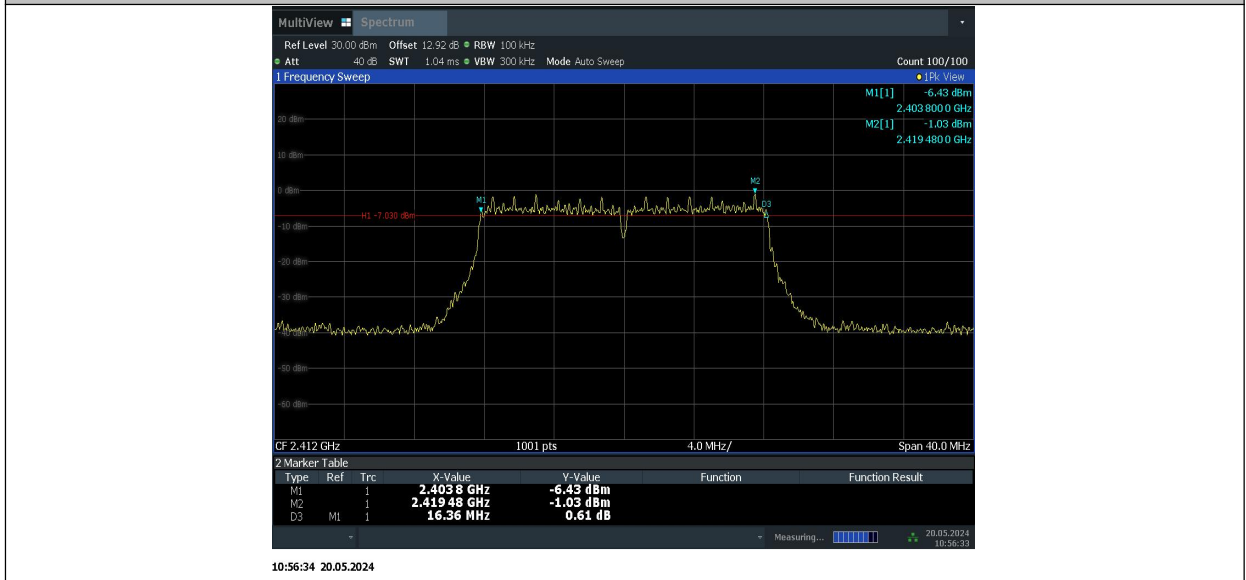 MultiView Spectrum
Ref Level 30.00 dBm Offset 12.92 dB RBW 100 kHz
Att 40 dB SWT 1.04 ms VBW 300 kHz Mode Auto Sweep Count 100/100
1 Frequency Sweep 1Pk View
M1[1] -6.43 dBm
2.403 800 0 GHz
20 dBm M2[1] -1.03 dBm
2.419 480 0 GHz
10 dBm
M2
0 dBm
M1 D3
H1 -7.030 dBm
-10 dBm
-20 dBm
-30 dBm
-40 dBm
-50 dBm
-60 dBm
CF 2.412 GHz 1001 pts 4.0 MHz/ Span 40.0 MHz
2 Marker Table
Type Ref Trc X-Value Y-Value Function Function Result
M1 1 2.403 8 GHz -6.43 dBm
M2 1 2.419 48 GHz -1.03 dBm
D3 M1 1 16.36 MHz 0.61 dB
Measuring... 20.05.2024
10:56:33
10:56:34 20.05.2024